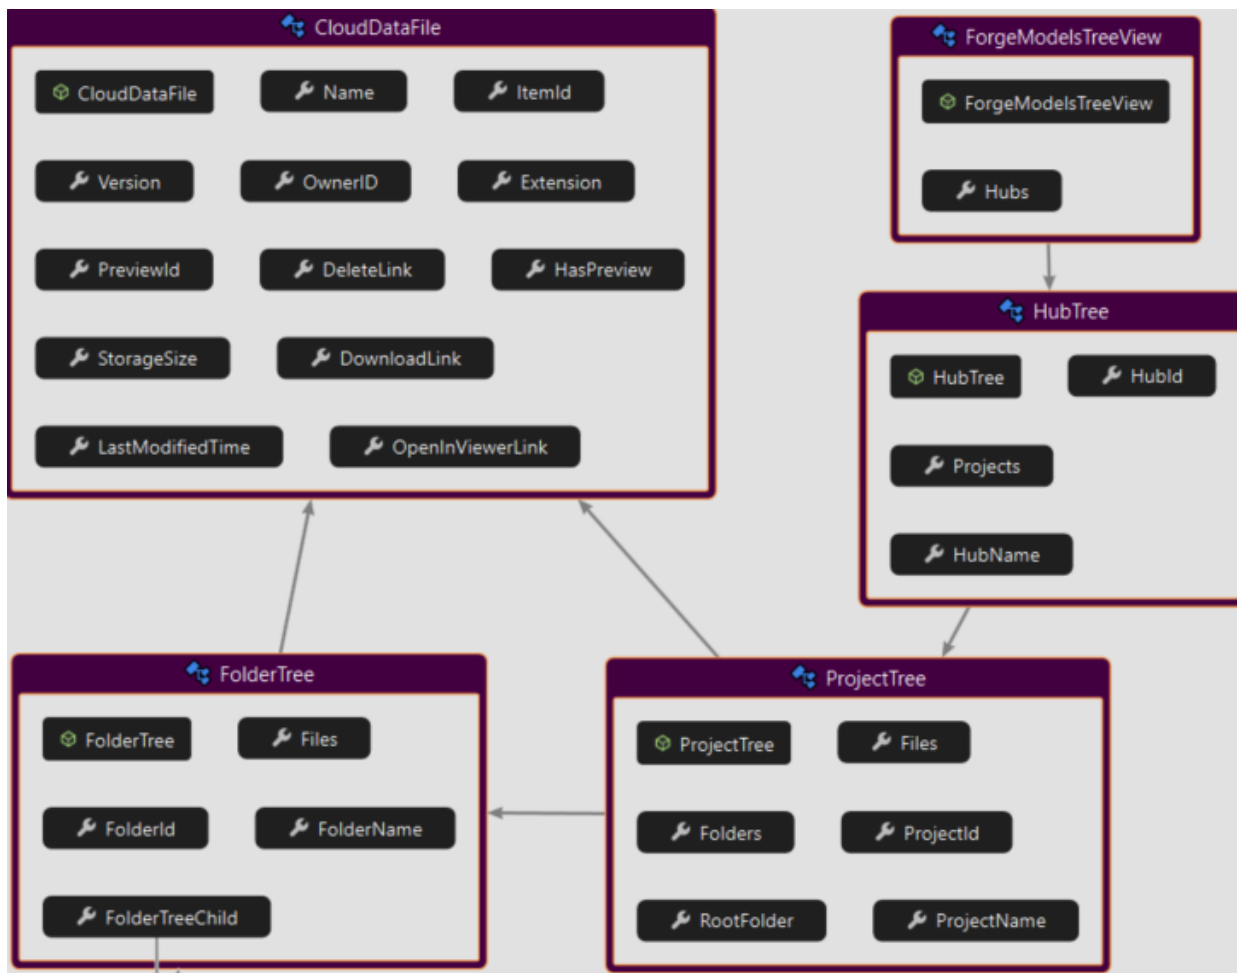 CloudDataFile
CloudDataFile Name ItemId
Version OwnerID Extension
PreviewId DeleteLink HasPreview
StorageSize DownloadLink
LastModifiedTime OpenInViewerLink
ForgeModelsTreeView
ForgeModelsTreeView
Hubs
HubTree
HubTree HubId
Projects
HubName
FolderTree
FolderTree Files
FolderId FolderName
FolderTreeChild
ProjectTree
ProjectTree Files
Folders ProjectId
RootFolder ProjectName